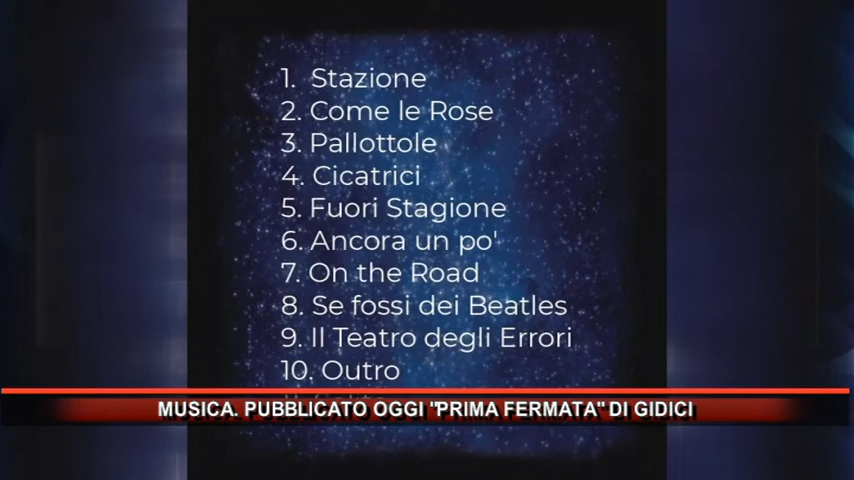 1. Stazione
2. Come le Rose
3. Pallottole
4. Cicatrici
5. Fuori Stagione
6. Ancora un po'
7. On the Road
8. Se fossi dei Beatles
9. Il Teatro degli Errori
10. Outro
MUSICA. PUBBLICATO OGGI "PRIMA FERMATA" DI GIDICI